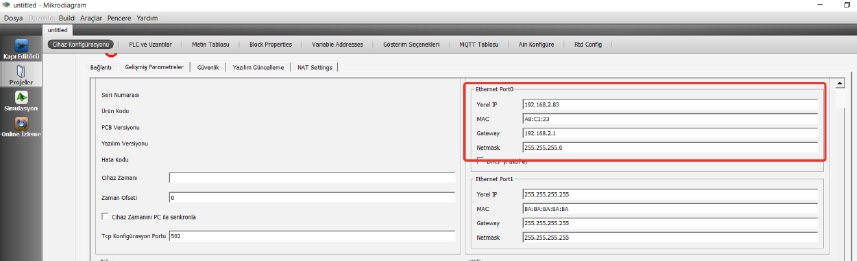 untitled - Mikrodiagram
Dosya Düzenle Build Araçlar Pencere Yardım
untitled
Cihaz Konfigürasyonu PLC ve Uzantılar Metin Tablosu Block Properties Variable Addresses Gösterim Seçenekleri MQTT Tablosu Ain Konfigüre Rtd Config
Kapı Editörü
Projeler
Simulasyon
Online İzleme
Bağlantı Gelişmiş Parametreler Güvenlik Yazılım Güncelleme NAT Settings
Seri Numarası
Ürün Kodu
PCB Versiyonu
Yazılım Versiyonu
Hata Kodu
Cihaz Zamanı
Zaman Ofseti 0
Cihaz Zamanını PC ile senkronla
Tcp Konfigürasyon Portu 502
Ethernet Port0
Yerel IP 192.168.2.83
MAC AB:C1:23
Gateway 192.168.2.1
Netmask 255.255.255.0
Ethernet Port1
Yerel IP 255.255.255.255
MAC BA:BA:BA:BA:BA
Gateway 255.255.255.255
Netmask 255.255.255.255